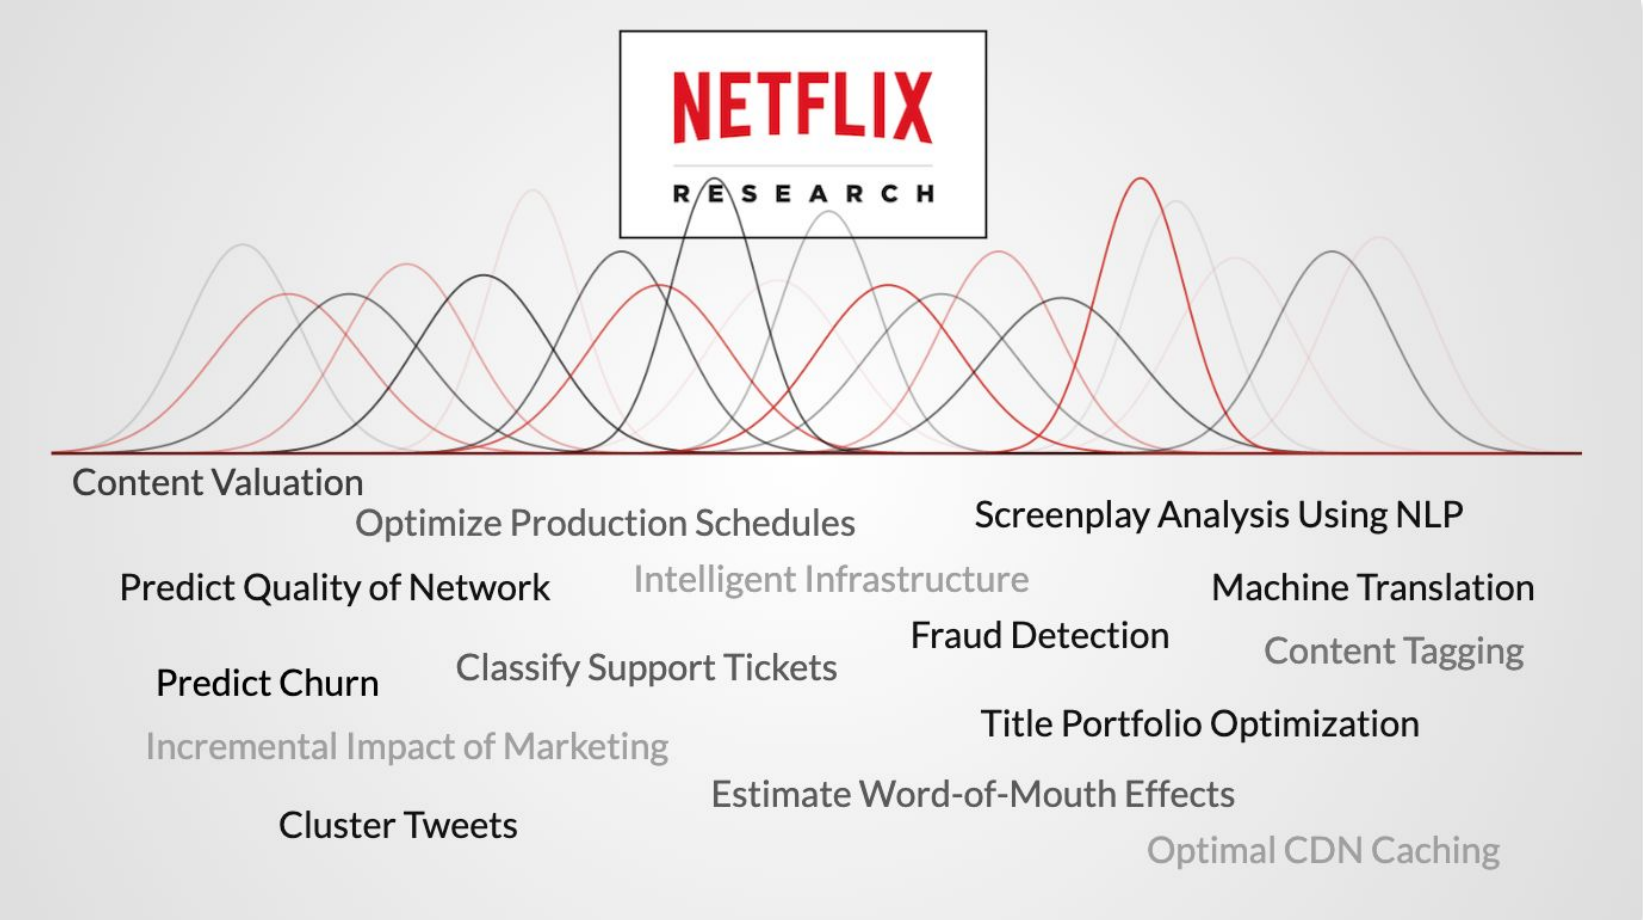 NETFLIX
RESEARCH
Content Valuation
Optimize Production Schedules
Screenplay Analysis Using NLP
Predict Quality of Network
Intelligent Infrastructure
Machine Translation
Fraud Detection
Content Tagging
Classify Support Tickets
Predict Churn
Title Portfolio Optimization
Incremental Impact of Marketing
Estimate Word-of-Mouth Effects
Cluster Tweets
Optimal CDN Caching